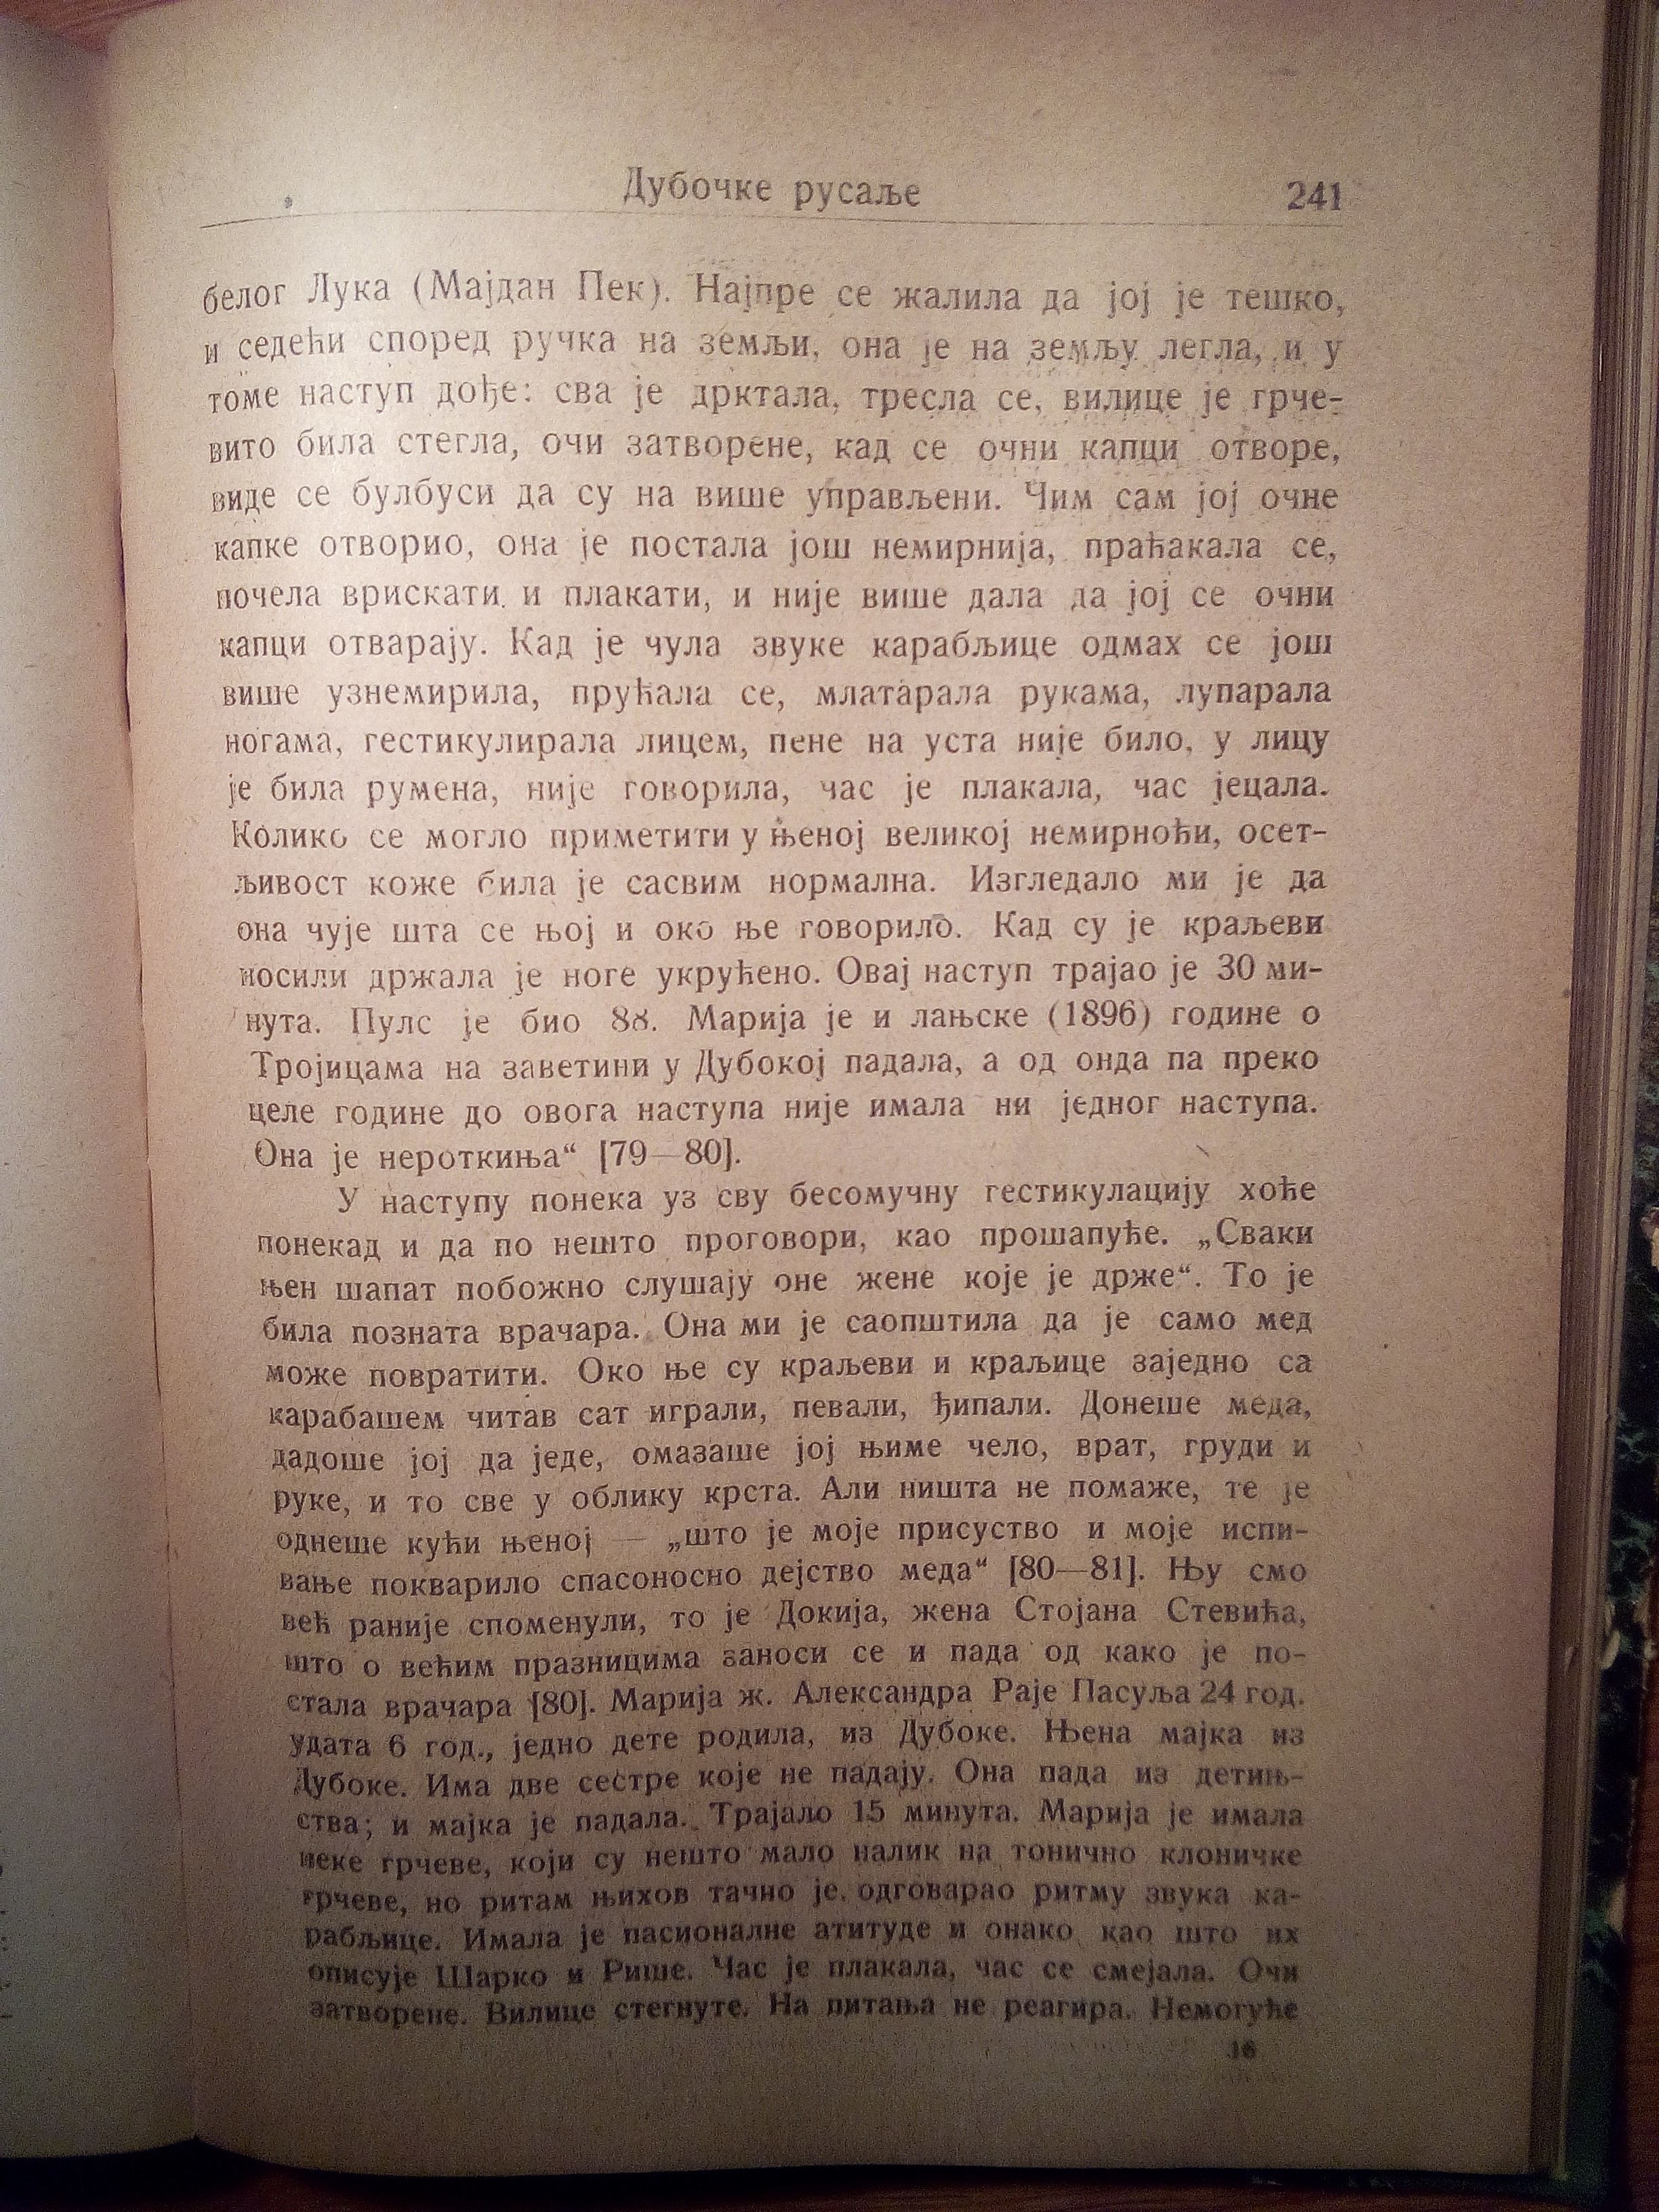 Дубочке русаље 241
белог Лука (Мајдан Пек). Најпре се жалила да јој је тешко,
и седећи според ручка на земљи, она је на земљу легла, и у
томе наступ дође: сва је дрктала, тресла се, вилице је грче-
вито била стегла, очи затворене, кад се очни капци отворе,
виде се булбуси да су на више управљени. Чим сам јој очне
капке отворио, она је постала још немирнија, праћакала се,
почела врискати и плакати, и није више дала да јој се очни
капци отварају. Кад је чула звуке карабљице одмах се још
више узнемирила, пружала се, млатарала рукама, лупарала
ногама, гестикулирала лицем, пене на уста није било, у лицу
је била румена, није говорила, час је плакала, час јецала.
Колико се могло приметити у њеној великој немирноћи, осет-
љивост коже била је сасвим нормална. Изгледало ми је да
она чује шта се њој и око ње говорило. Кад су је краљеви
носили држала је ноге укрућено. Овај наступ трајао је 30 ми-
нута. Пулс је био 88. Марија је и лањске (1896) године о
Тројицама на заветини у Дубокој падала, а од онда па преко
целе године до овога наступа није имала ни једног наступа.
Она је нероткиња“ [79—80].
У наступу понека уз сву бесомучну гестикулацију хоће
понекад и да по нешто проговори, као прошапуће. „Сваки
њен шапат побожно слушају оне жене које је држе“. То је
била позната врачара. Она ми је саопштила да је само мед
може повратити. Око ње су краљеви и краљице заједно са
карабашем читав сат играли, певали, ђипали. Донеше меда,
дадоше јој да једе, омазаше јој њиме чело, врат, груди и
руке, и то све у облику крста. Али ништа не помаже, те је
однеше кући њеној — „што је моје присуство и моје испи-
вање покварило спасоносно дејство меда“ [80—81]. Њу смо
већ раније споменули, то је Докија, жена Стојана Стевића,
што о већим празницима заноси се и пада од како је по-
стала врачара [80]. Марија ж. Александра Раје Пасуља 24 год.
удата 6 год., једно дете родила, из Дубоке. Њена мајка из
Дубоке. Има две сестре које не падају. Она пада из детињ-
ства; и мајка је падала. Трајало 15 минута. Марија је имала
неке грчеве, који су нешто мало налик на тонично клоничке
грчеве, но ритам њихов тачно је одговарао ритму звука ка-
рабљице. Имала је пасионалне атитуде и онако као што их
описује Шарко и Рише. Час је плакала, час се смејала. Очи
затворене. Вилице стегнуте. На питања не реагира. Немогуће
16